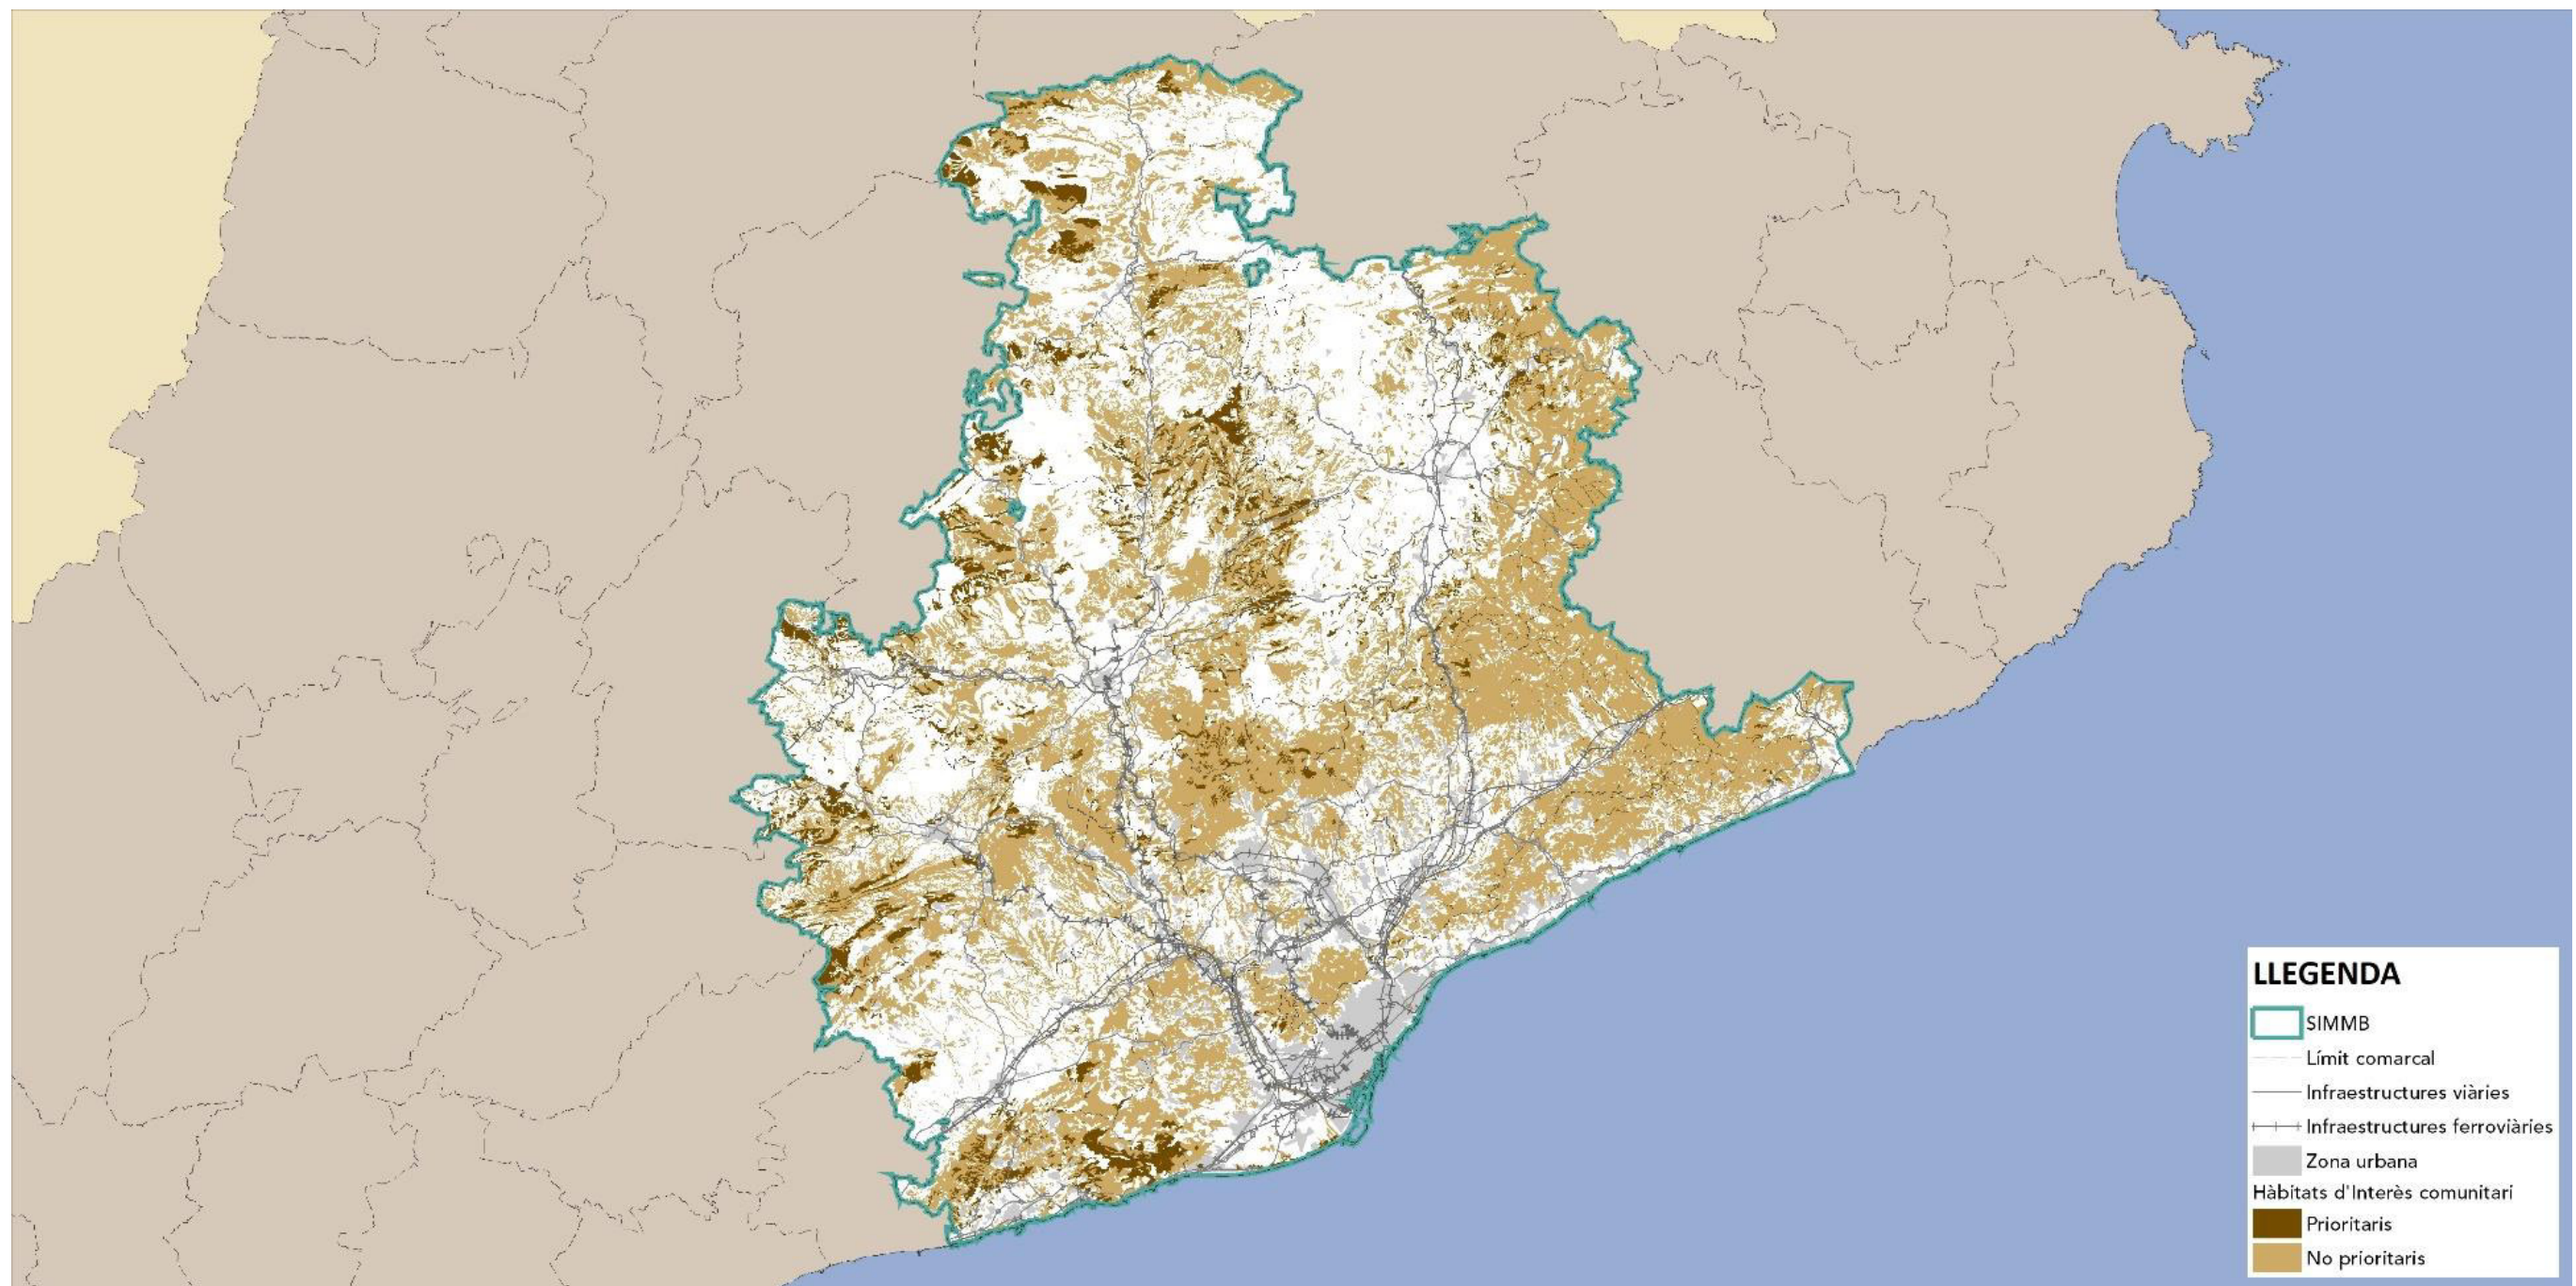 LLEGENDA
SIMMB
Límit comarcal
Infraestructures viàries
Infraestructures ferroviàries
Zona urbana
Hàbitats d'Interès comunitari
Prioritaris
No prioritaris